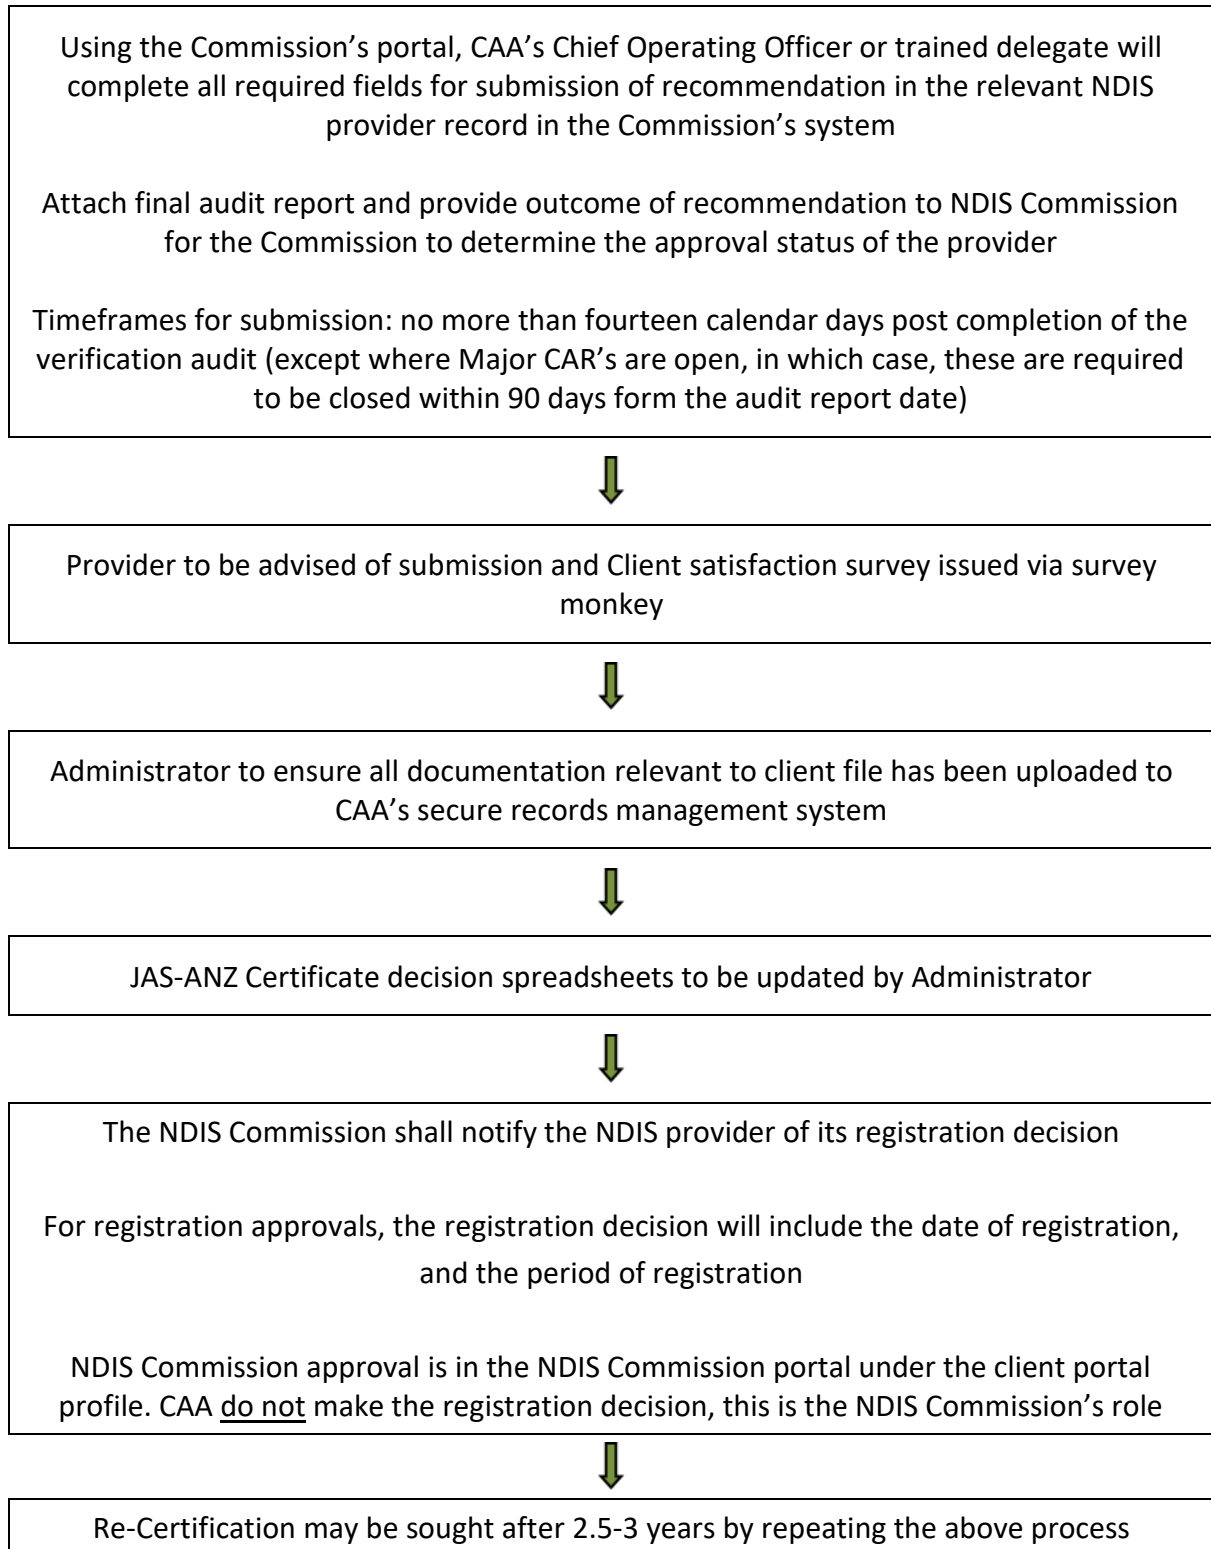 Using the Commission’s portal, CAA’s Chief Operating Officer or trained delegate will
complete all required fields for submission of recommendation in the relevant NDIS
provider record in the Commission’s system
Attach final audit report and provide outcome of recommendation to NDIS Commission
for the Commission to determine the approval status of the provider
Timeframes for submission: no more than fourteen calendar days post completion of the
verification audit (except where Major CAR’s are open, in which case, these are required
to be closed within 90 days form the audit report date)
Provider to be advised of submission and Client satisfaction survey issued via survey
monkey
Administrator to ensure all documentation relevant to client file has been uploaded to
CAA’s secure records management system
JAS-ANZ Certificate decision spreadsheets to be updated by Administrator
The NDIS Commission shall notify the NDIS provider of its registration decision
For registration approvals, the registration decision will include the date of registration,
and the period of registration
NDIS Commission approval is in the NDIS Commission portal under the client portal
profile. CAA do not make the registration decision, this is the NDIS Commission’s role
Re-Certification may be sought after 2.5-3 years by repeating the above process